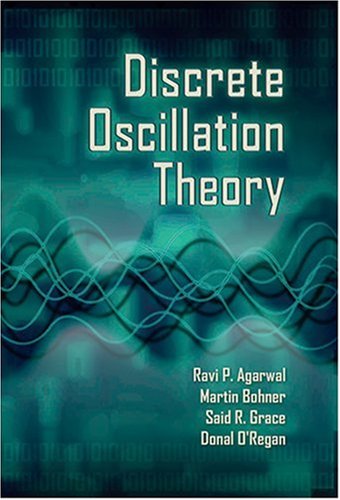 Discrete
Oscillation
Theory
Ravi P. Agarwal
Martin Bohner
Said R. Grace
Donal O'Regan